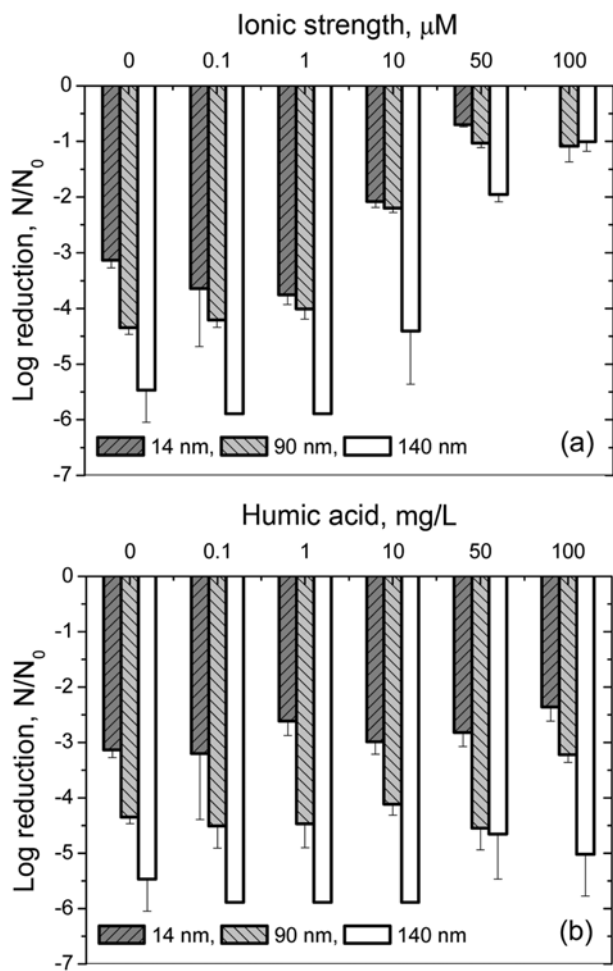 Ionic strength, μM
0 0.1 1 10 50 100
Log reduction, N/N₀
0
-1
-2
-3
-4
-5
-6
-7
14 nm, 90 nm, 140 nm
(a)
Humic acid, mg/L
0 0.1 1 10 50 100
Log reduction, N/N₀
0
-1
-2
-3
-4
-5
-6
-7
14 nm, 90 nm, 140 nm
(b)